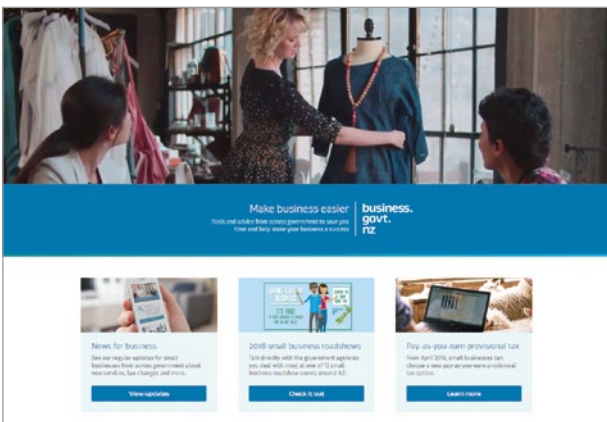 Make business easier
Tools and advice from across government to save you
time and help make your business a success
business.
govt.
nz
IT'S FREE!
News for business
See our regular updates for small
businesses from across government about
new services, law changes and more.
View updates
2018 small business roadshows
Talk directly with the government agencies
you deal with most at one of 12 small
business roadshow events around NZ.
Check it out
Pay-as-you-earn provisional tax
From April 2018, small businesses can
choose a new pay-as-you-earn provisional
tax option.
Learn more